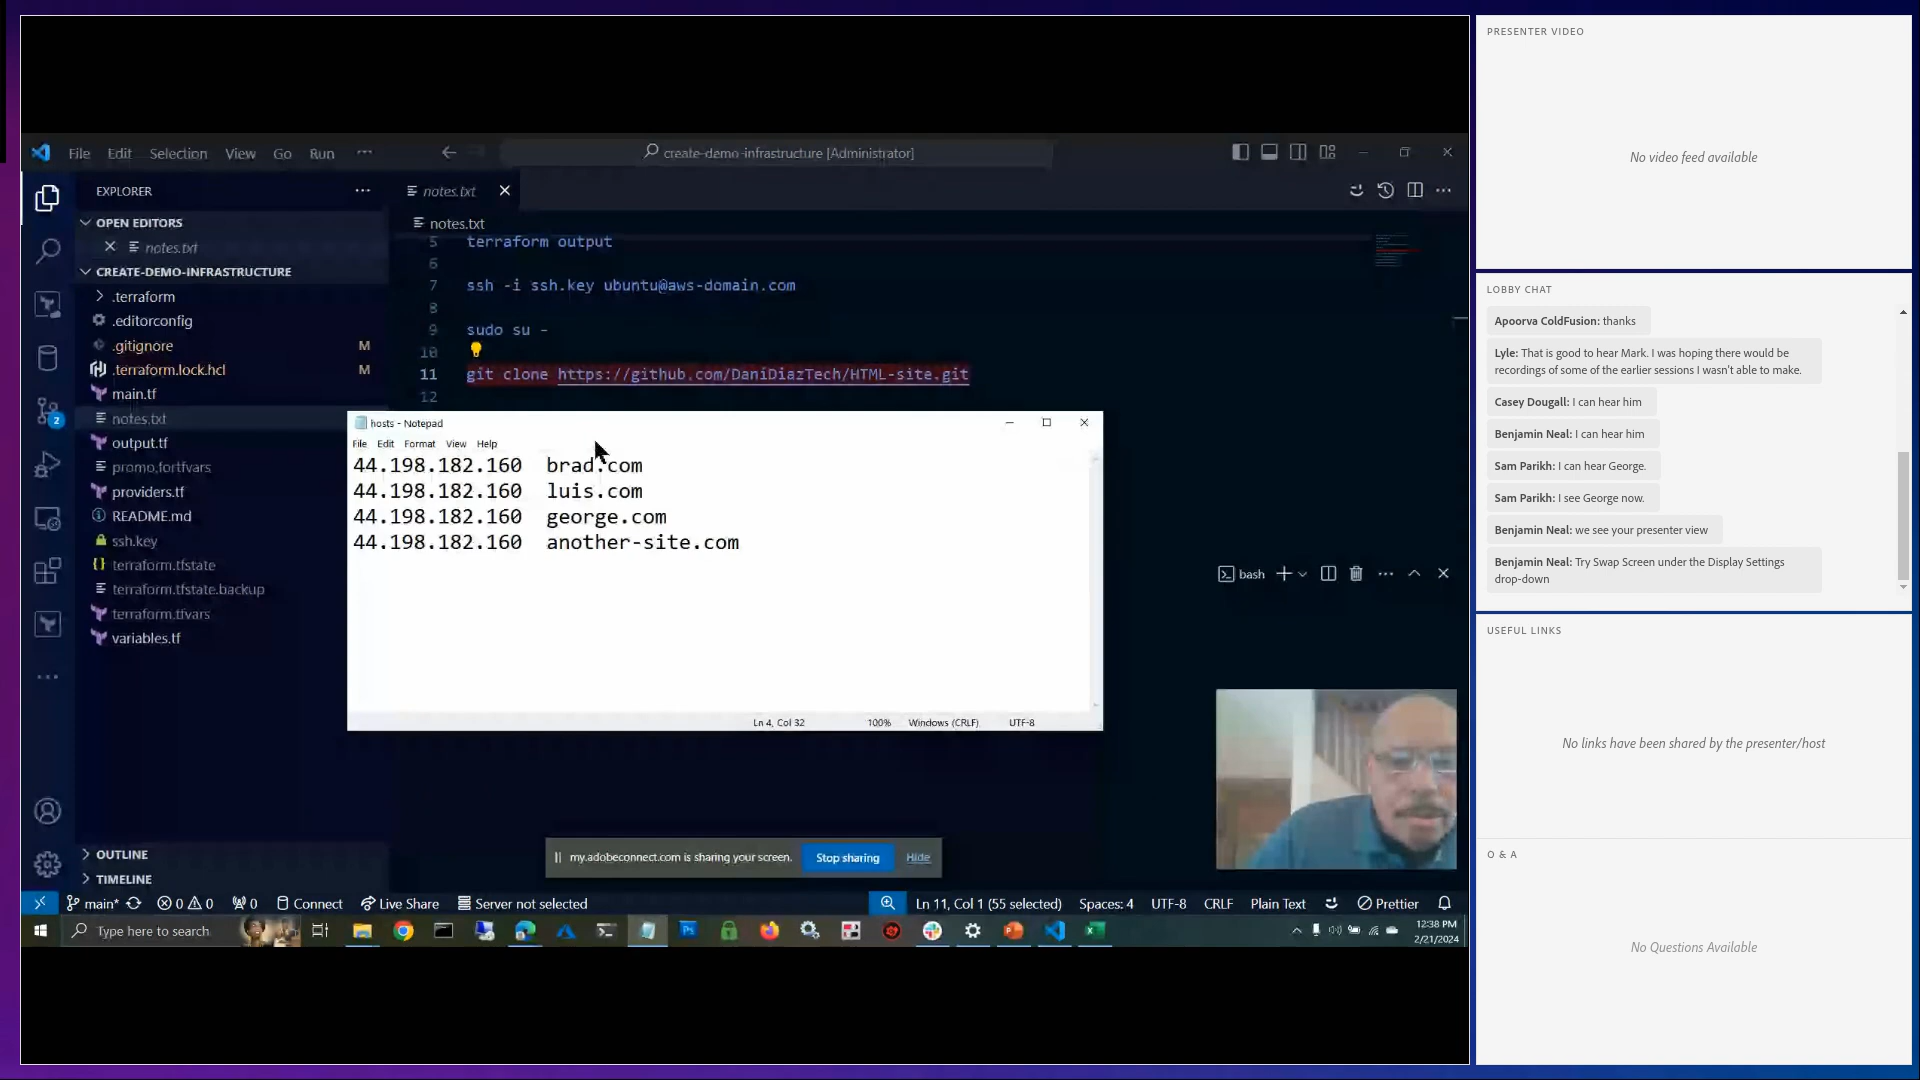 File Edit Selection View Go Run ···
create-demo-infrastructure [Administrator]
EXPLORER
notes.txt
OPEN EDITORS
notes.txt
CREATE-DEMO-INFRASTRUCTURE
.terraform
.editorconfig
.gitignore M
.terraform.lock.hcl M
main.tf
notes.txt
output.tf
promo.fortfvars
providers.tf
README.md
ssh.key
terraform.tfstate
terraform.tfstate.backup
terraform.tfvars
variables.tf
2
OUTLINE
TIMELINE
notes.txt
5 terraform output
6
7 ssh -i ssh.key ubuntu@aws-domain.com
8
9 sudo su -
10
11 git clone https://github.com/DaniDiazTech/HTML-site.git
12
hosts - Notepad
File Edit Format View Help
44.198.182.160 brad.com
44.198.182.160 luis.com
44.198.182.160 george.com
44.198.182.160 another-site.com
Ln 4, Col 32 100% Windows (CRLF) UTF-8
bash
my.adobeconnect.com is sharing your screen. Stop sharing Hide
main* 0 0 0 Connect Live Share Server not selected
Ln 11, Col 1 (55 selected) Spaces: 4 UTF-8 CRLF Plain Text Prettier
Type here to search
12:38 PM
2/21/2024
PRESENTER VIDEO
No video feed available
LOBBY CHAT
Apoorva ColdFusion: thanks
Lyle: That is good to hear Mark. I was hoping there would be
recordings of some of the earlier sessions I wasn't able to make.
Casey Dougall: I can hear him
Benjamin Neal: I can hear him
Sam Parikh: I can hear George.
Sam Parikh: I see George now.
Benjamin Neal: we see your presenter view
Benjamin Neal: Try Swap Screen under the Display Settings
drop-down
USEFUL LINKS
No links have been shared by the presenter/host
Q & A
No Questions Available